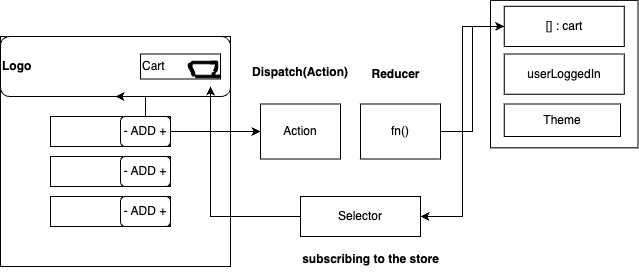 Logo
Cart
- ADD +
- ADD +
- ADD +
Dispatch(Action)
Action
Reducer
fn()
[] : cart
userLoggedIn
Theme
Selector
subscribing to the store